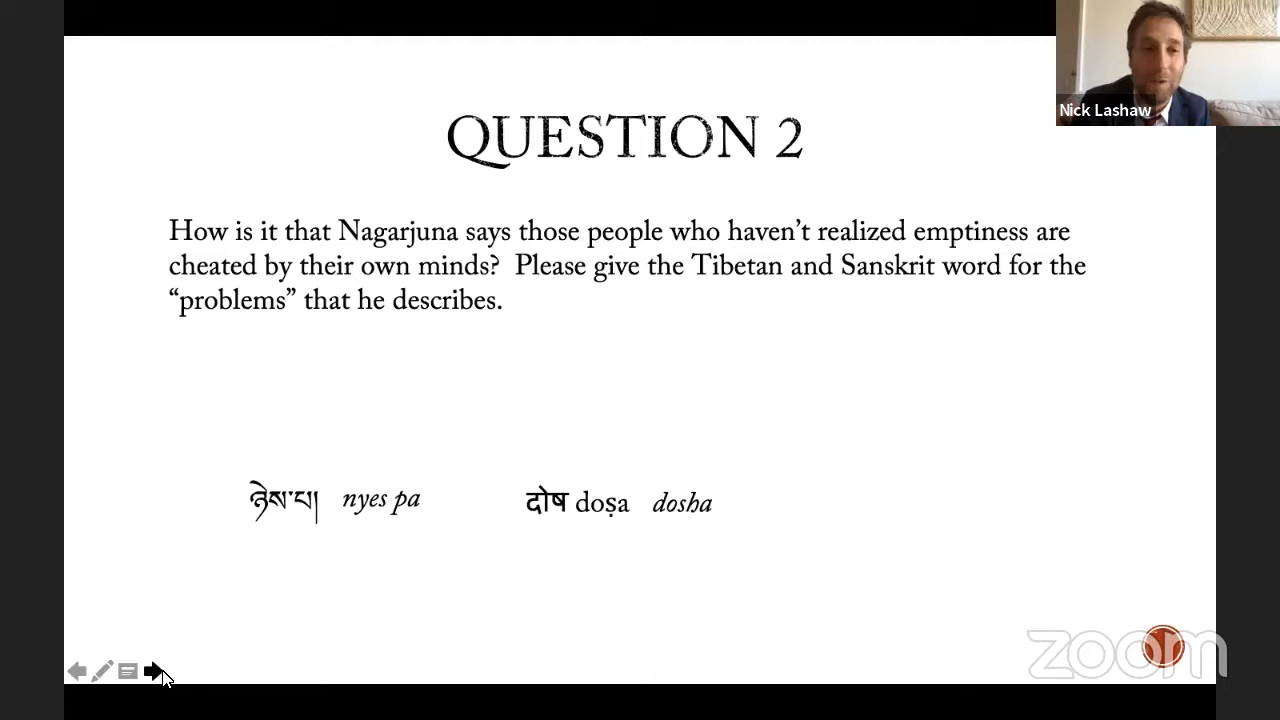 Nick Lashaw
QUESTION 2
How is it that Nagarjuna says those people who haven’t realized emptiness are
cheated by their own minds?  Please give the Tibetan and Sanskrit word for the
“problems” that he describes.
ཉེས་པ། nyes pa दोष doṣa dosha
zoom